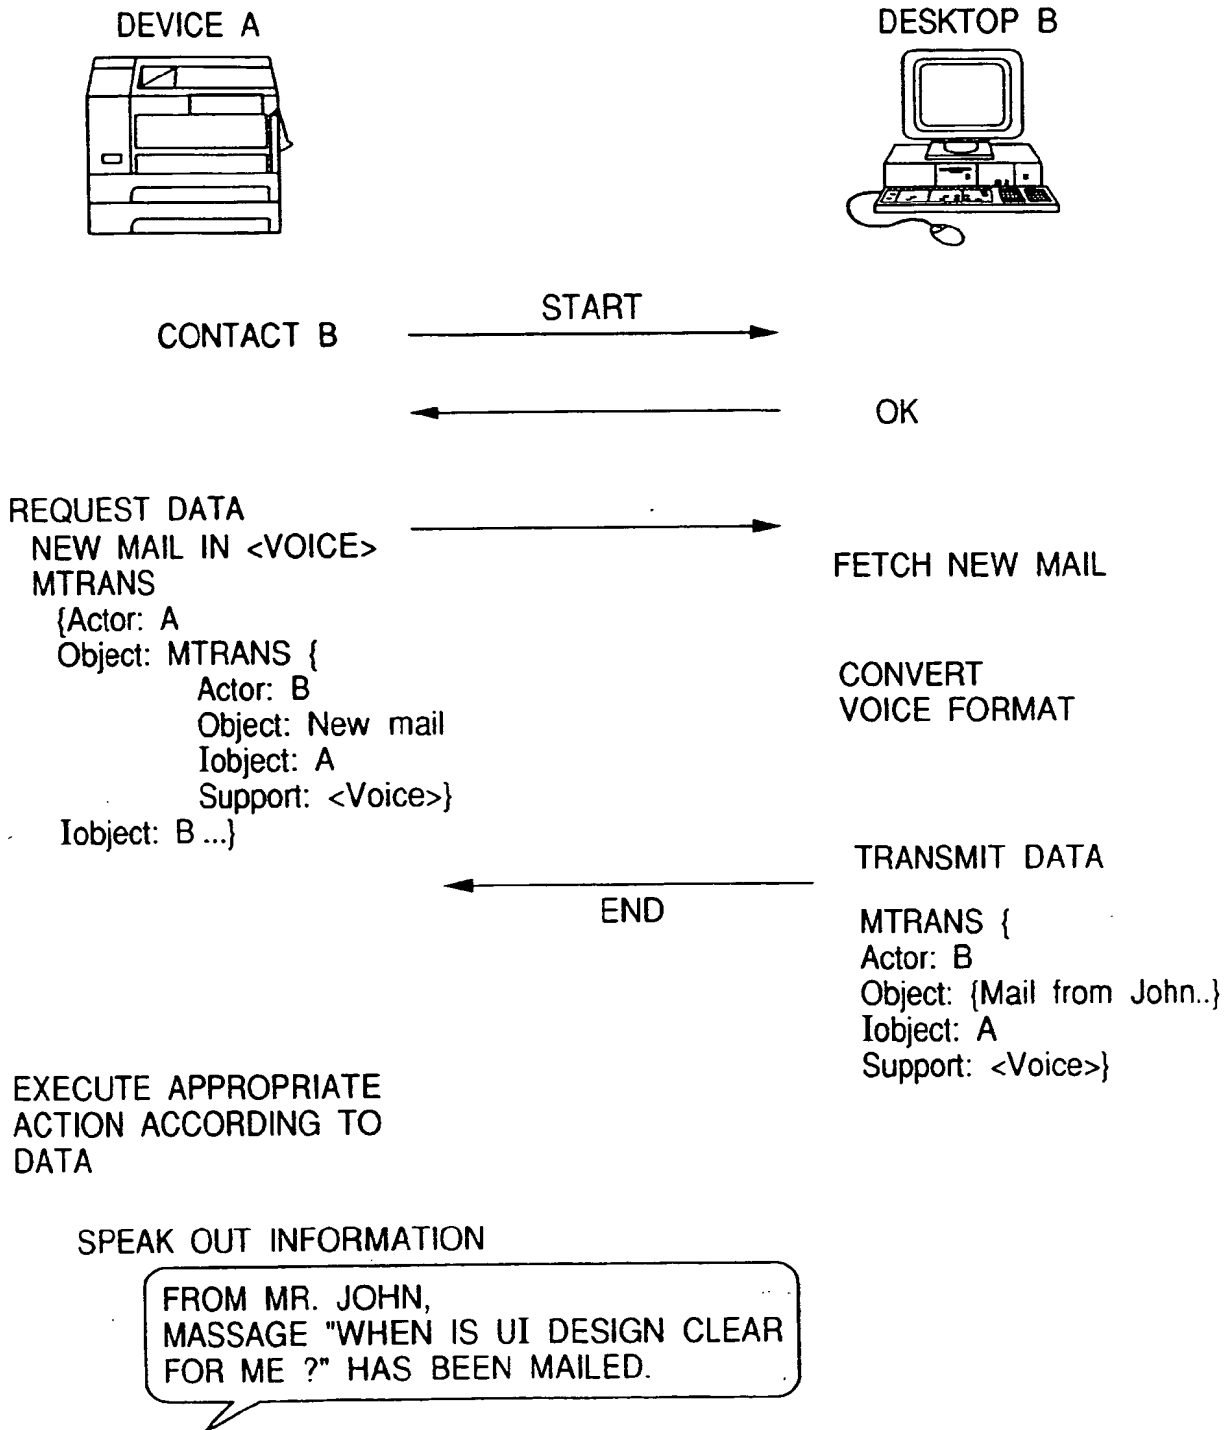 DEVICE A
DESKTOP B
START
CONTACT B
OK
REQUEST DATA
NEW MAIL IN <VOICE>
MTRANS
{Actor: A
Object: MTRANS {
Actor: B
Object: New mail
Iobject: A
Support: <Voice>}
Iobject: B ...}
FETCH NEW MAIL
CONVERT
VOICE FORMAT
TRANSMIT DATA
END
MTRANS {
Actor: B
Object: {Mail from John..}
Iobject: A
Support: <Voice>}
EXECUTE APPROPRIATE
ACTION ACCORDING TO
DATA
SPEAK OUT INFORMATION
FROM MR. JOHN,
MASSAGE "WHEN IS UI DESIGN CLEAR
FOR ME ?" HAS BEEN MAILED.